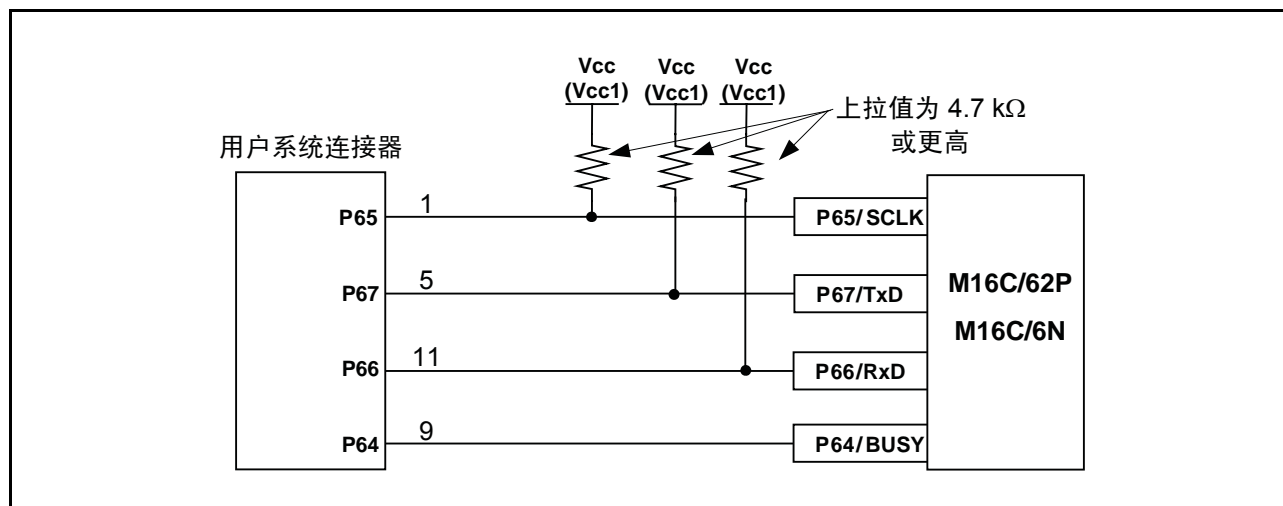 Vcc Vcc Vcc
(Vcc1) (Vcc1) (Vcc1)
上拉值为 4.7 kΩ
或更高
用户系统连接器
P65 1 P65/SCLK
P67 5 P67/TxD
M16C/62P
M16C/6N
P66 11 P66/RxD
P64 9 P64/BUSY